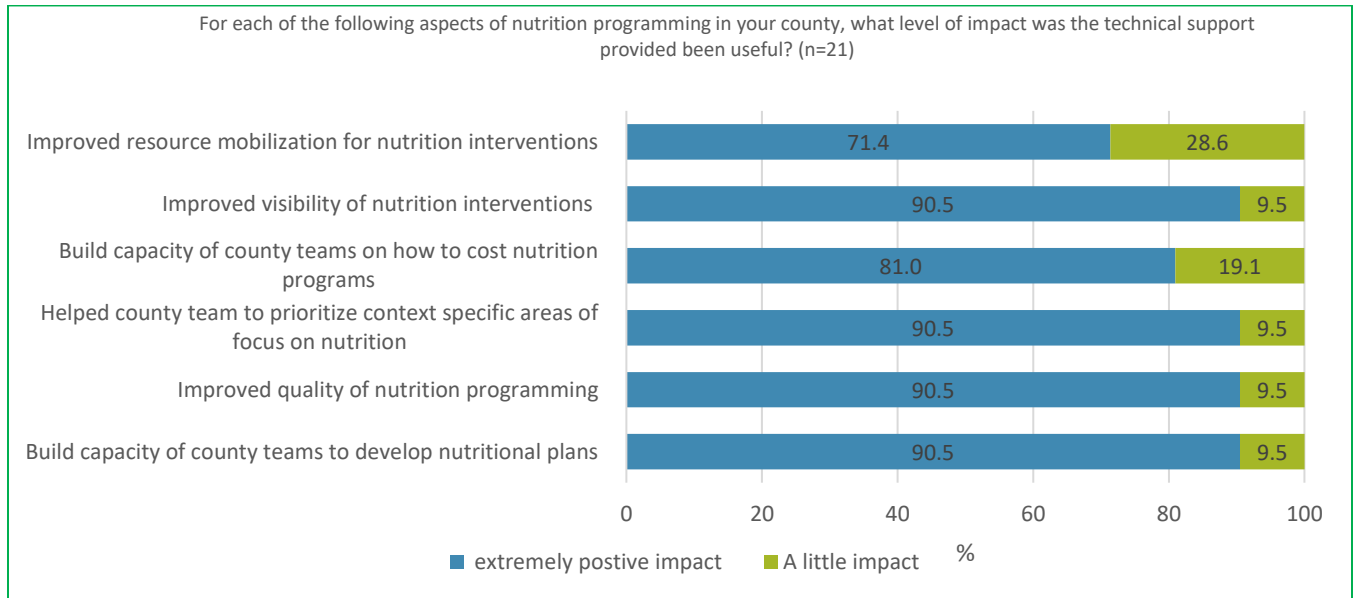 For each of the following aspects of nutrition programming in your county, what level of impact was the technical support
provided been useful? (n=21)
Improved resource mobilization for nutrition interventions
71.4
28.6
Improved visibility of nutrition interventions
90.5
9.5
Build capacity of county teams on how to cost nutrition
programs
81.0
19.1
Helped county team to prioritize context specific areas of
focus on nutrition
90.5
9.5
Improved quality of nutrition programming
90.5
9.5
Build capacity of county teams to develop nutritional plans
90.5
9.5
0 20 40 60 80 100
extremely postive impact A little impact %